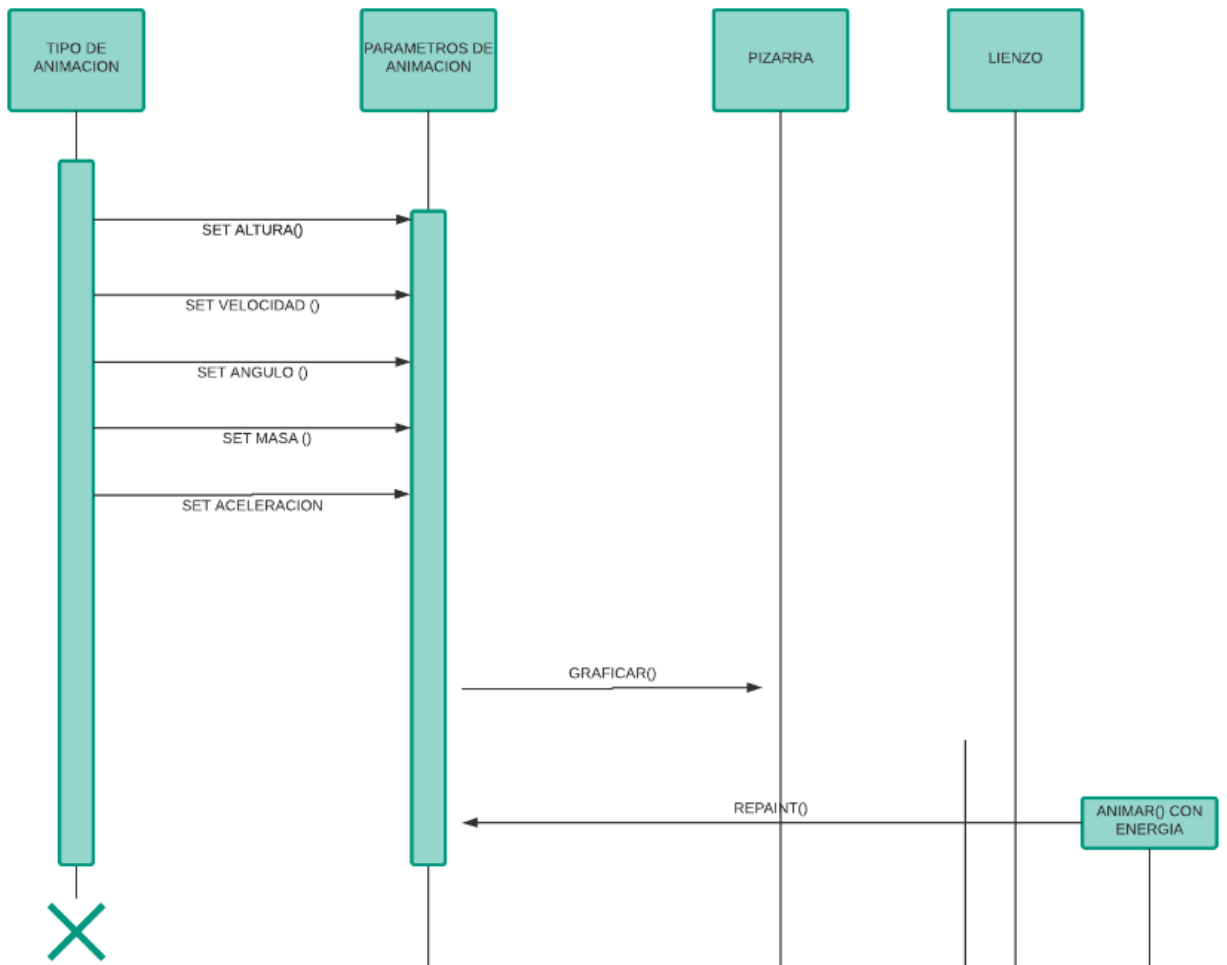 TIPO DE
ANIMACION
PARAMETROS DE
ANIMACION
PIZARRA
LIENZO
SET ALTURA()
SET VELOCIDAD ()
SET ANGULO ()
SET MASA ()
SET ACELERACION
GRAFICAR()
REPAINT()
ANIMAR() CON
ENERGIA